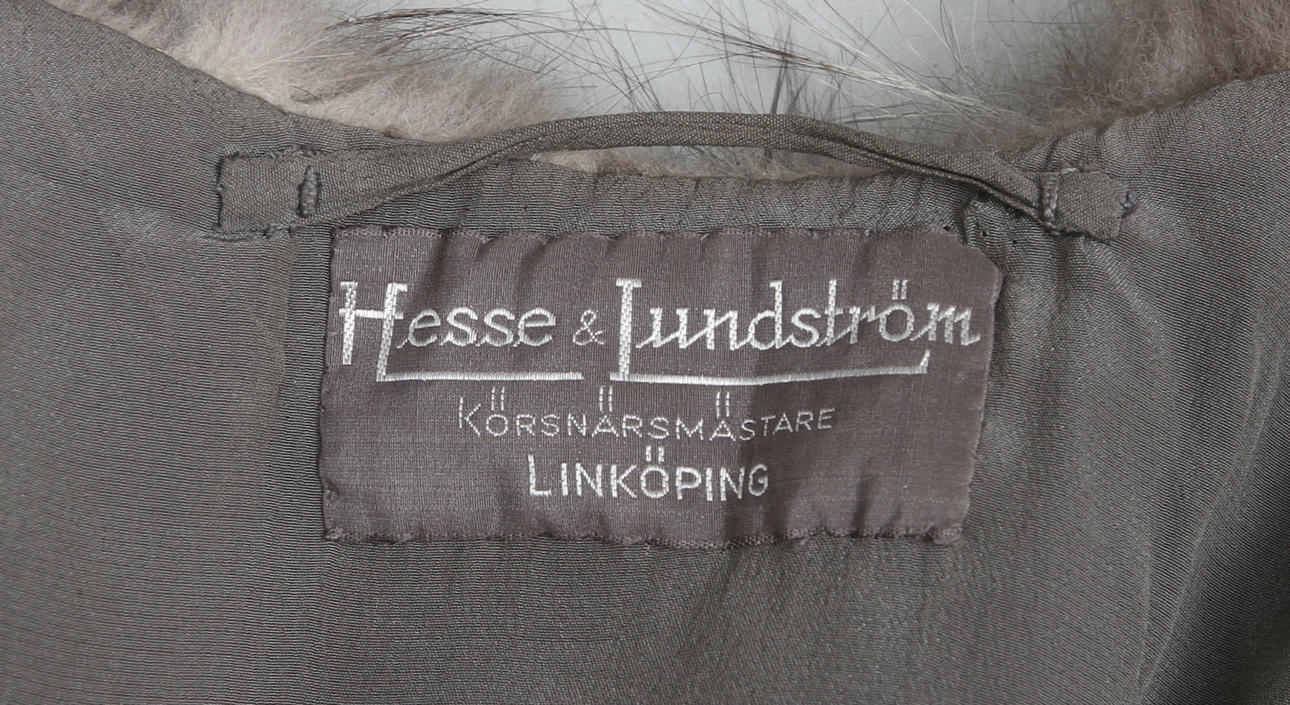 Hesse & Lundström
KÖRSNÄRSMÄSTARE
LINKÖPING